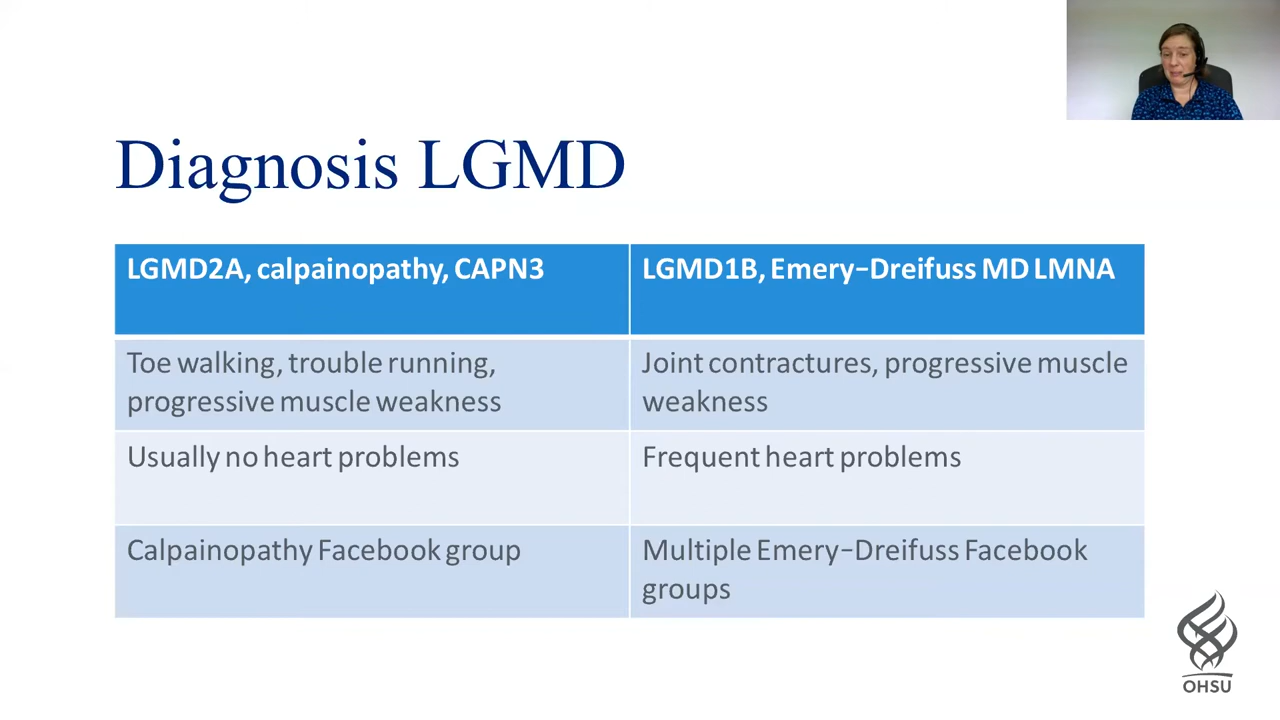 Diagnosis LGMD
LGMD2A, calpainopathy, CAPN3
LGMD1B, Emery-Dreifuss MD LMNA
Toe walking, trouble running,
progressive muscle weakness
Joint contractures, progressive muscle
weakness
Usually no heart problems
Frequent heart problems
Calpainopathy Facebook group
Multiple Emery-Dreifuss Facebook
groups
OHSU